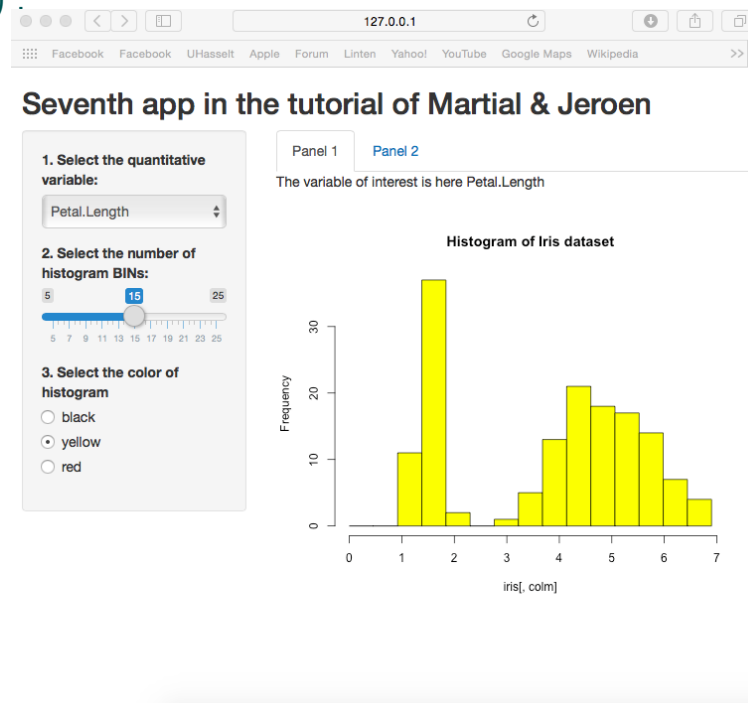 127.0.0.1
Facebook Facebook UHasselt Apple Forum Linten Yahoo! YouTube Google Maps Wikipedia >>
Seventh app in the tutorial of Martial & Jeroen
1. Select the quantitative
variable:
Petal.Length
2. Select the number of
histogram BINs:
5 15 25
5 7 9 11 13 15 17 19 21 23 25
3. Select the color of
histogram
black
yellow
red
Panel 1 Panel 2
The variable of interest is here Petal.Length
Histogram of Iris dataset
Frequency
30
20
10
0
0 1 2 3 4 5 6 7
iris[, colm]